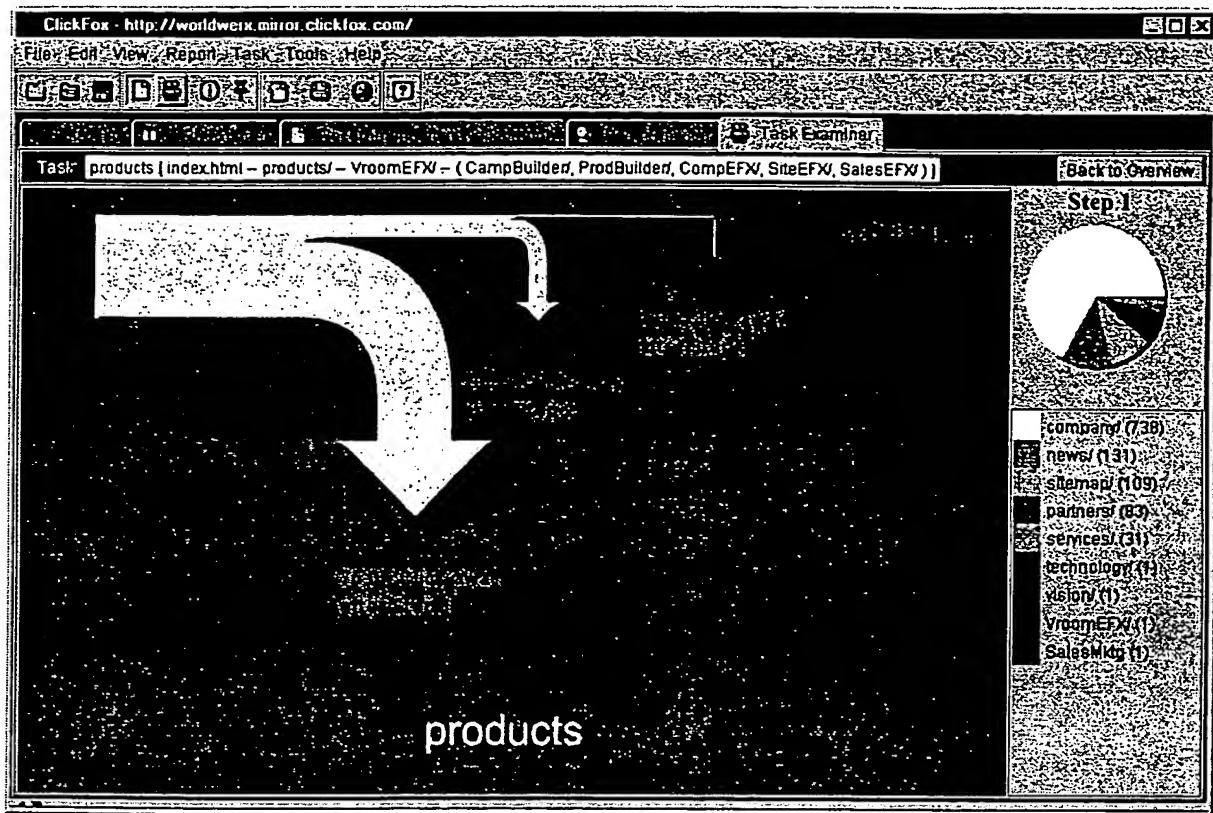 ClickFox - http://worldwerx.mirror.clickfox.com/
File Edit View Report Task Tools Help
Task Examiner
Task: products [ index.html – products/ – VroomEFX/ – ( CampBuilder/, ProdBuilder/, CompEFX/, SiteEFX/, SalesEFX/ ) ]
Back to Overview
Step 1
company/ (738)
news/ (131)
sitemap/ (109)
partners/ (83)
services/ (31)
technology/ (1)
vision/ (1)
VroomEFX/ (1)
SalesMktg (1)
products